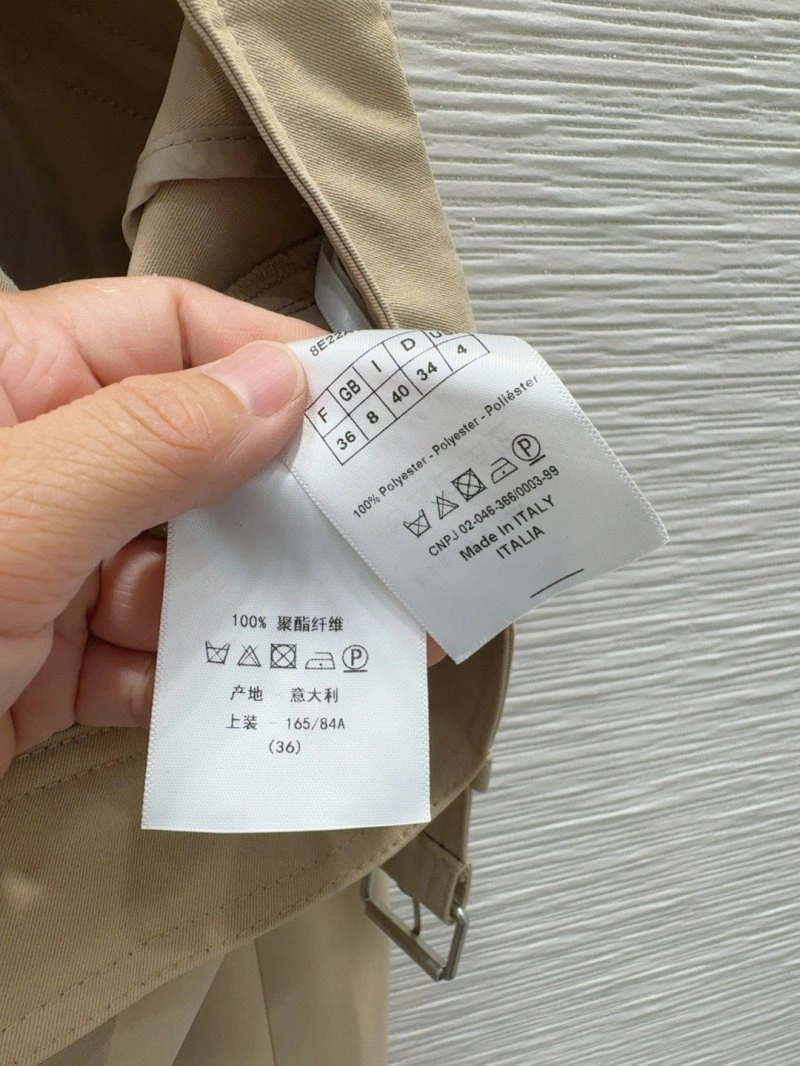 F GB I D
36 8 40 34 4
100% Polyester - Polyester - Poliéster
P
CNPJ 02-046-366/0003-99
Made in ITALY
ITALIA
100% 聚酯纤维
P
产地 - 意大利
上装 - 165/84A
(36)